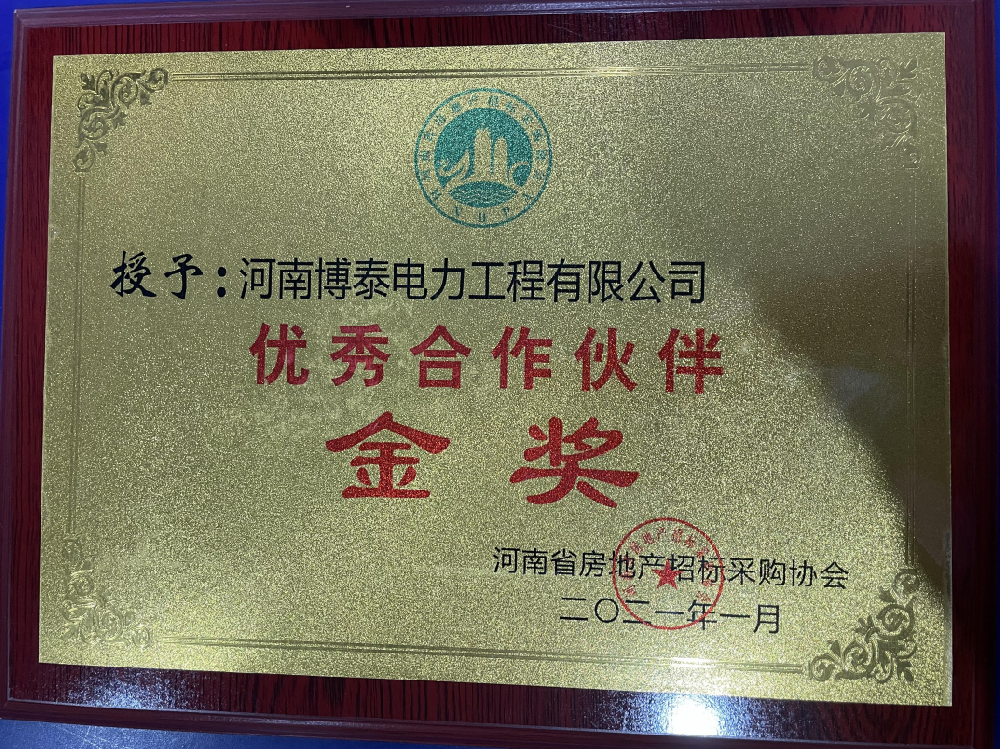 授予:河南博泰电力工程有限公司
优秀合作伙伴
金奖
河南省房地产招标采购协会
二〇二一年一月